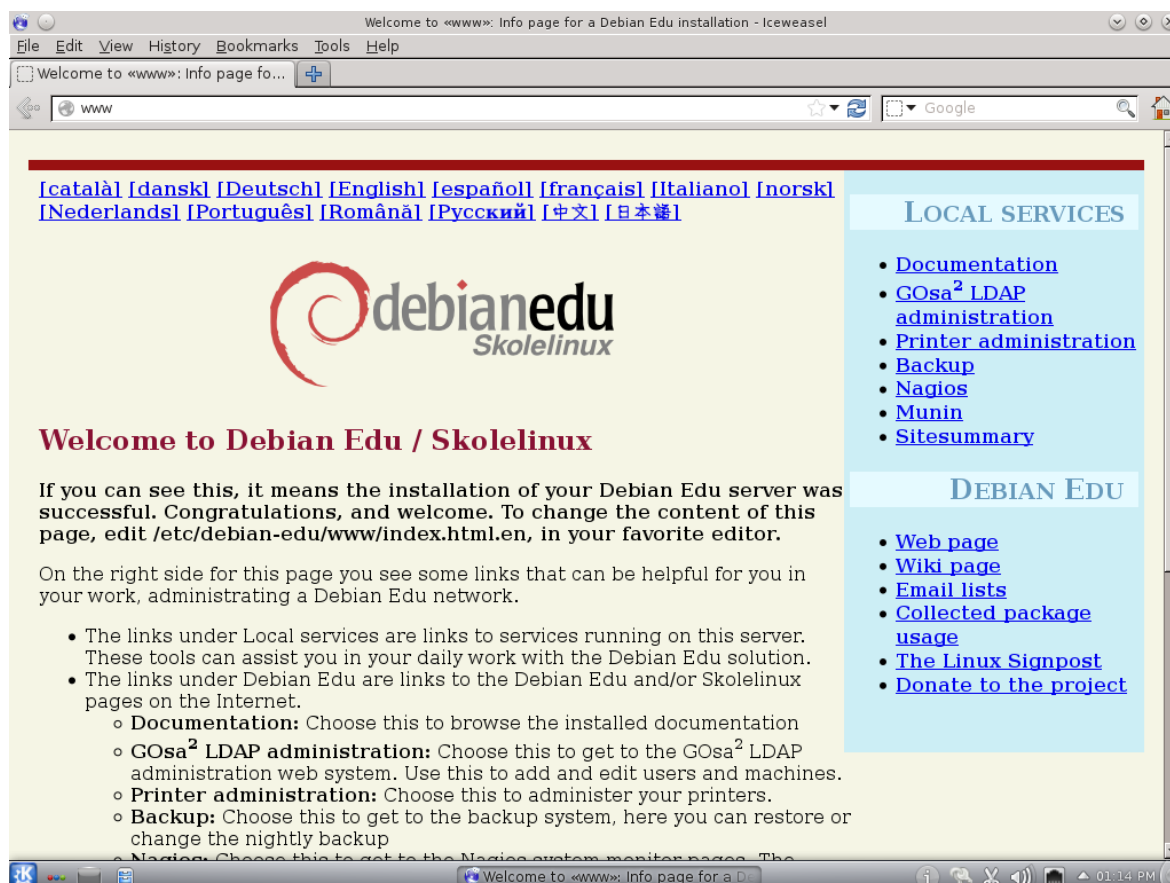 Welcome to «www»: Info page for a Debian Edu installation - Iceweasel
File Edit View History Bookmarks Tools Help
Welcome to «www»: Info page fo...
www
Google
[català] [dansk] [Deutsch] [English] [español] [français] [Italiano] [norsk]
[Nederlands] [Português] [Română] [Русский] [中文] [日本語]
debianedu
Skolelinux
Welcome to Debian Edu / Skolelinux
If you can see this, it means the installation of your Debian Edu server was
successful. Congratulations, and welcome. To change the content of this
page, edit /etc/debian-edu/www/index.html.en, in your favorite editor.
On the right side for this page you see some links that can be helpful for you in
your work, administrating a Debian Edu network.
• The links under Local services are links to services running on this server.
These tools can assist you in your daily work with the Debian Edu solution.
• The links under Debian Edu are links to the Debian Edu and/or Skolelinux
pages on the Internet.
◦ Documentation: Choose this to browse the installed documentation
◦ GOsa² LDAP administration: Choose this to get to the GOsa² LDAP
administration web system. Use this to add and edit users and machines.
◦ Printer administration: Choose this to administer your printers.
◦ Backup: Choose this to get to the backup system, here you can restore or
change the nightly backup
◦ Nagios: Choose this to get to the Nagios system monitor pages. The
LOCAL SERVICES
• Documentation
• GOsa² LDAP
administration
• Printer administration
• Backup
• Nagios
• Munin
• Sitesummary
DEBIAN EDU
• Web page
• Wiki page
• Email lists
• Collected package
usage
• The Linux Signpost
• Donate to the project
Welcome to «www»: Info page for a De
01:14 PM